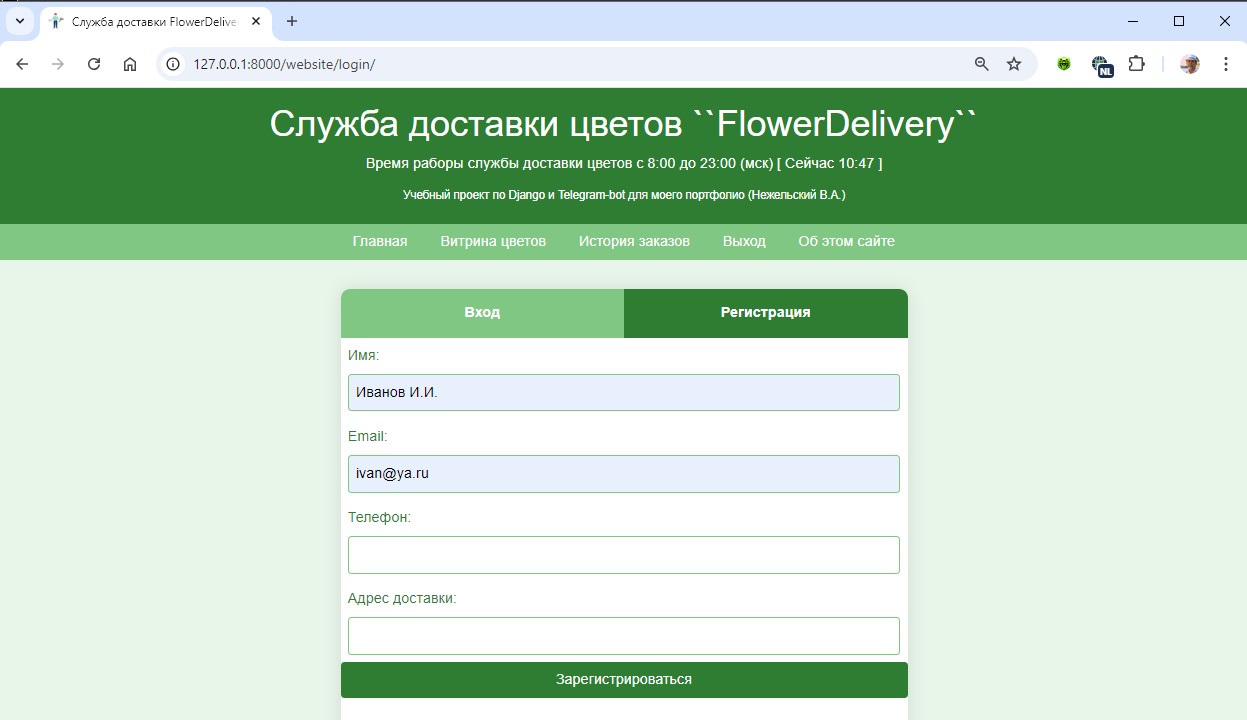 Служба доставки FlowerDelive
127.0.0.1:8000/website/login/
NL
Служба доставки цветов ``FlowerDelivery``
Время раборы службы доставки цветов с 8:00 до 23:00 (мск) [ Сейчас 10:47 ]
Учебный проект по Django и Telegram-bot для моего портфолио (Нежельский В.А.)
Главная Витрина цветов История заказов Выход Об этом сайте
Вход Регистрация
Имя:
Иванов И.И.
Email:
ivan@ya.ru
Телефон:
Адрес доставки:
Зарегистрироваться